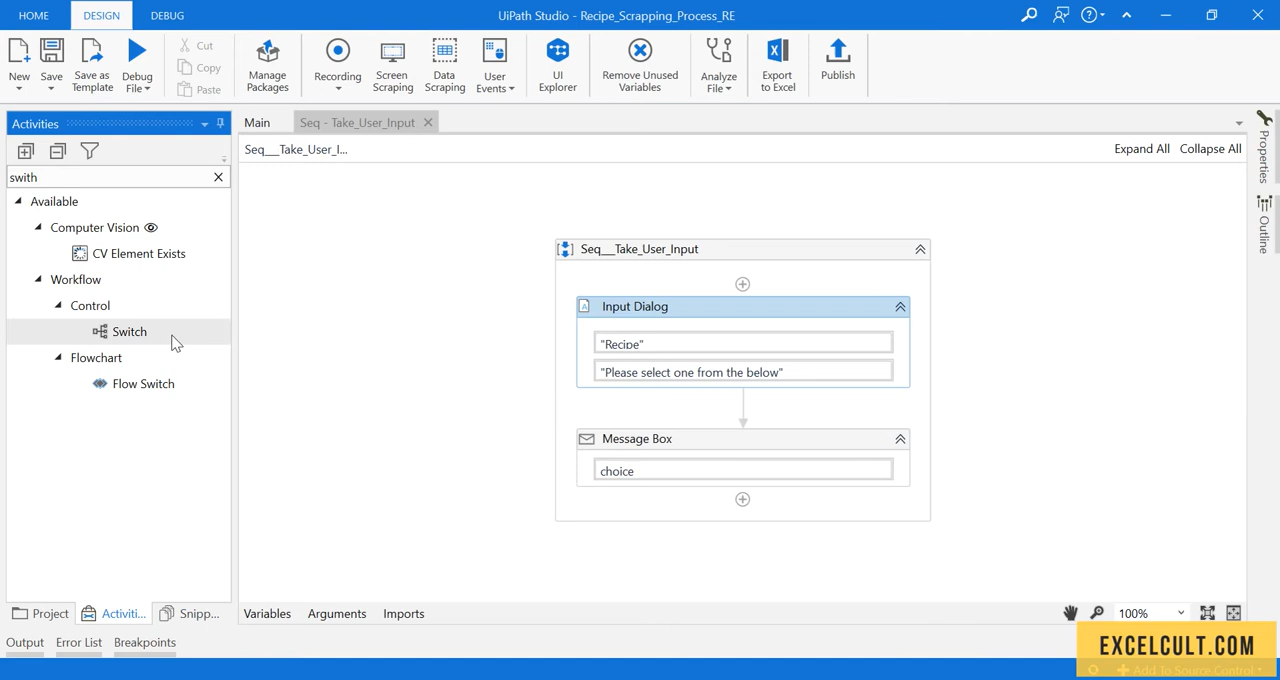 HOME DESIGN DEBUG UiPath Studio - Recipe_Scrapping_Process_RE
New Save Save as Template Debug File Cut Copy Paste Manage Packages Recording Screen Scraping Data Scraping User Events UI Explorer Remove Unused Variables Analyze File Export to Excel Publish
Activities
Main Seq - Take_User_Input
swith
Seq__Take_User_I... Expand All Collapse All
Available
Computer Vision
CV Element Exists
Workflow
Control
Switch
Flowchart
Flow Switch
Seq__Take_User_Input
Input Dialog
"Recipe"
"Please select one from the below"
Message Box
choice
Properties
Outline
Project Activiti... Snipp... Variables Arguments Imports 100%
Output Error List Breakpoints
EXCELCULT.COM
Add To Source Control